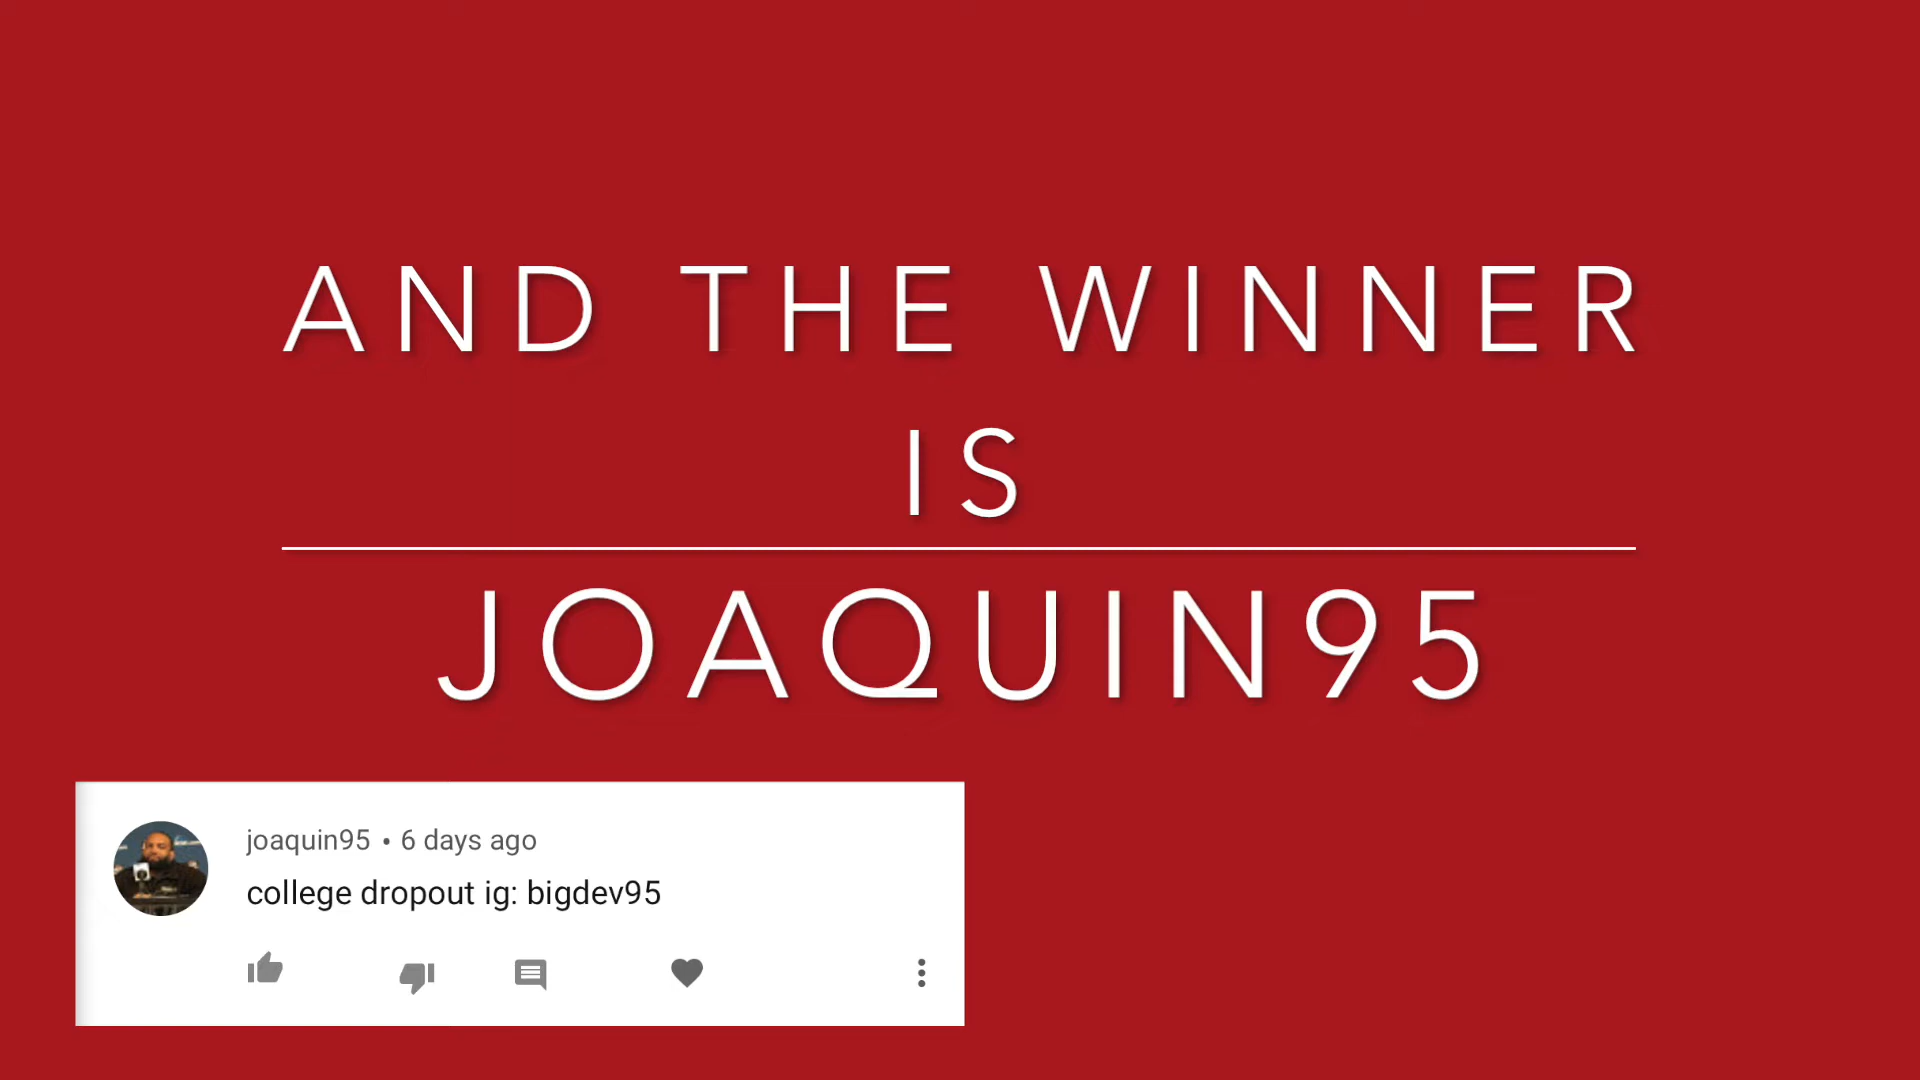 AND THE WINNER
IS
JOAQUIN95
joaquin95 • 6 days ago
college dropout ig: bigdev95